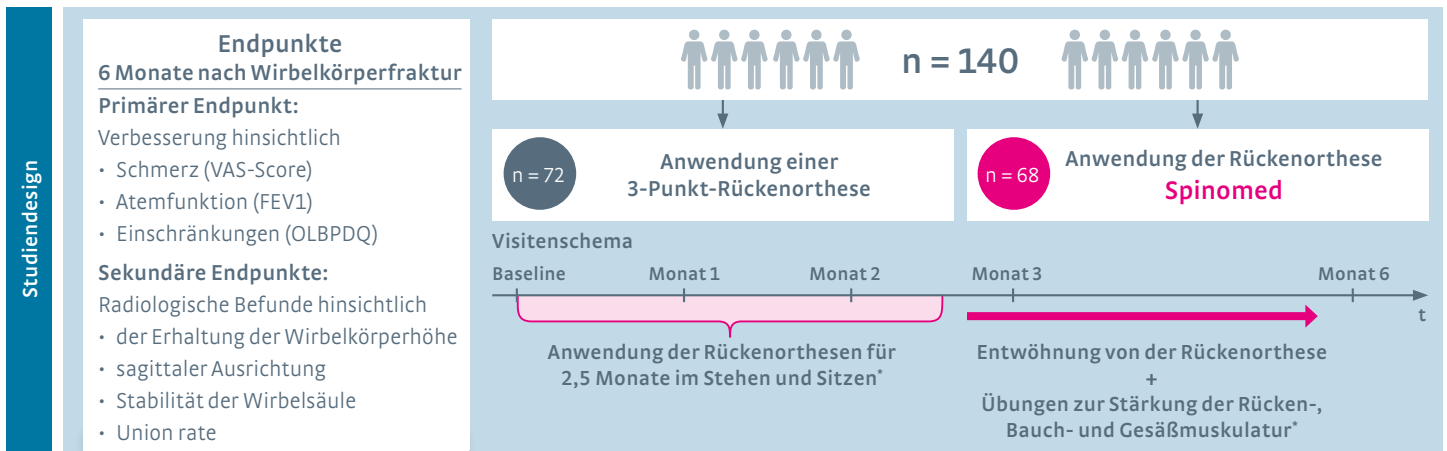 Studiendesign
Endpunkte
6 Monate nach Wirbelkörperfraktur
Primärer Endpunkt:
Verbesserung hinsichtlich
• Schmerz (VAS-Score)
• Atemfunktion (FEV1)
• Einschränkungen (OLBPDQ)
Sekundäre Endpunkte:
Radiologische Befunde hinsichtlich
• der Erhaltung der Wirbelkörperhöhe
• sagittaler Ausrichtung
• Stabilität der Wirbelsäule
• Union rate
n = 140
n = 72
Anwendung einer
3-Punkt-Rückenorthese
n = 68
Anwendung der Rückenorthese
Spinomed
Visitenschema
Baseline Monat 1 Monat 2 Monat 3 Monat 6
t
Anwendung der Rückenorthesen für
2,5 Monate im Stehen und Sitzen*
Entwöhnung von der Rückenorthese
+
Übungen zur Stärkung der Rücken-,
Bauch- und Gesäßmuskulatur*